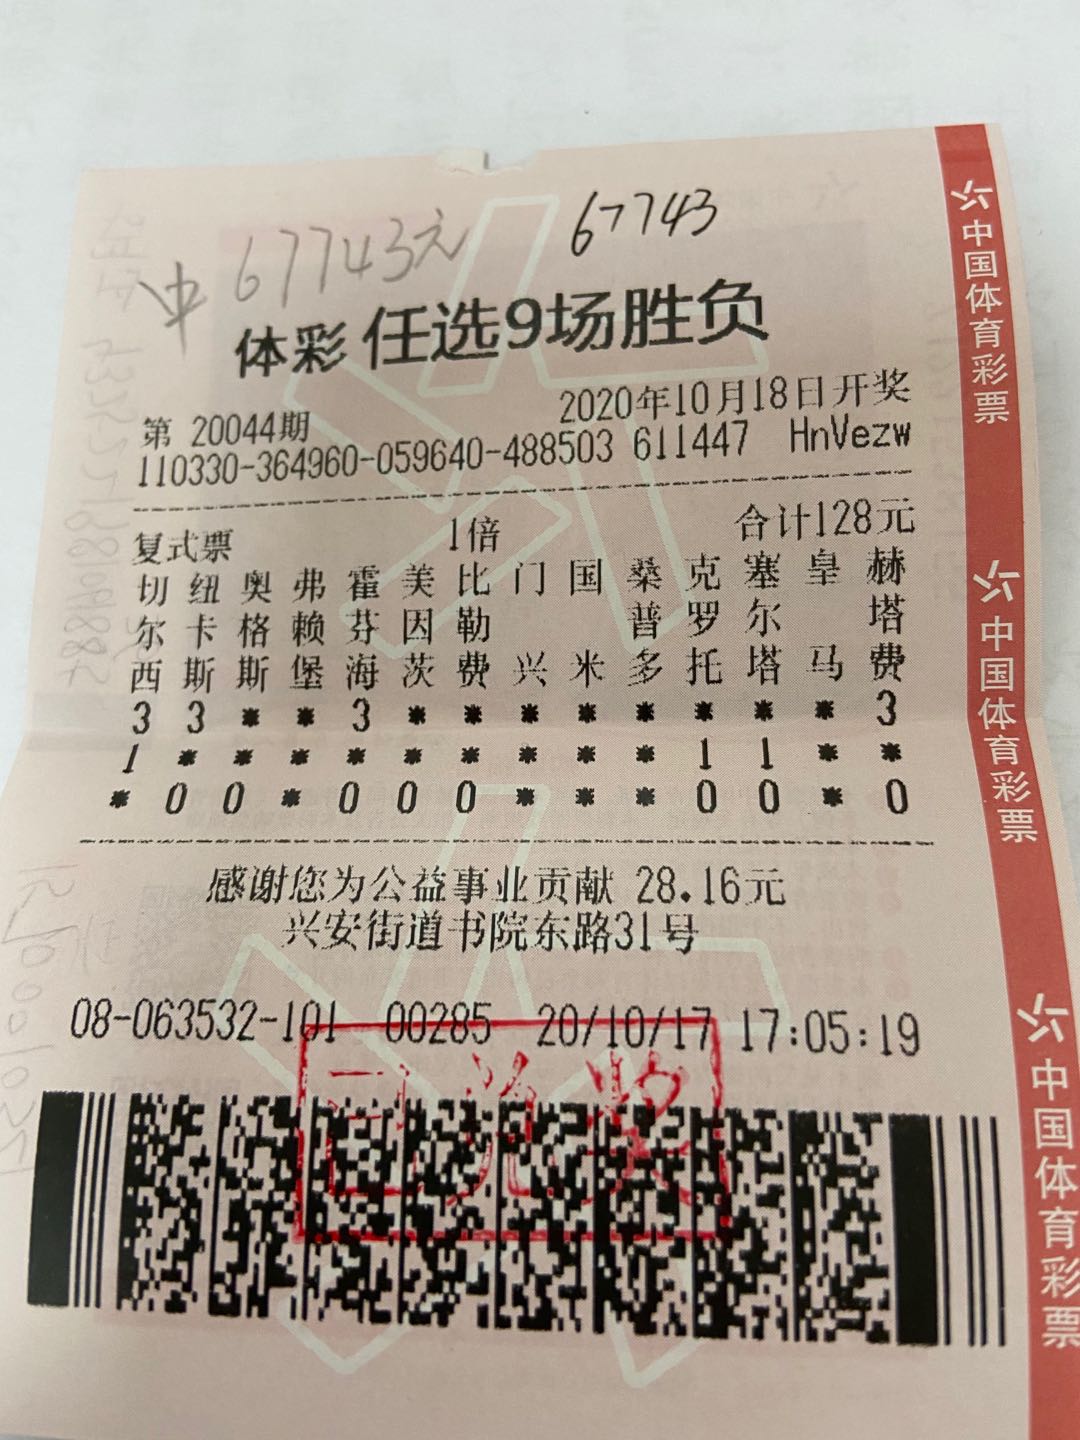 中 67743元
67743
体彩 任选9场胜负
第 20044期 2020年10月18日开奖
110330-364960-059640-488503 611447 HnVezw
复式票 1倍 合计128元
切 纽 奥 弗 霍 美 比 门 国 桑 克 塞 皇 赫
尔 卡 格 赖 芬 因 勒 普 罗 尔 塔
西 斯 斯 堡 海 茨 费 兴 米 多 托 塔 马 费
3 3 * * 3 * * * * * * * * 3
1 * * * * * * * * * 1 1 * *
* 0 0 * 0 0 0 * * * 0 0 * 0
感谢您为公益事业贡献 28.16元
兴安街道书院东路31号
08-063532-101 00285 20/10/17 17:05:19
已兑奖
中国体育彩票
中国体育彩票
中国体育彩票